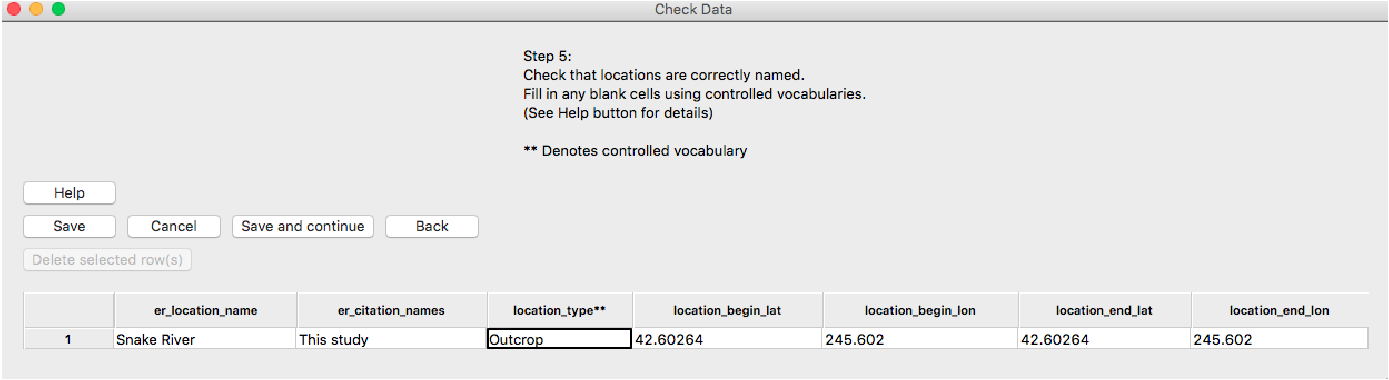 Check Data
Step 5:
Check that locations are correctly named.
Fill in any blank cells using controlled vocabularies.
(See Help button for details)
** Denotes controlled vocabulary
Help
Save Cancel Save and continue Back
Delete selected row(s)
er_location_name er_citation_names location_type** location_begin_lat location_begin_lon location_end_lat location_end_lon
1 Snake River This study Outcrop 42.60264 245.602 42.60264 245.602